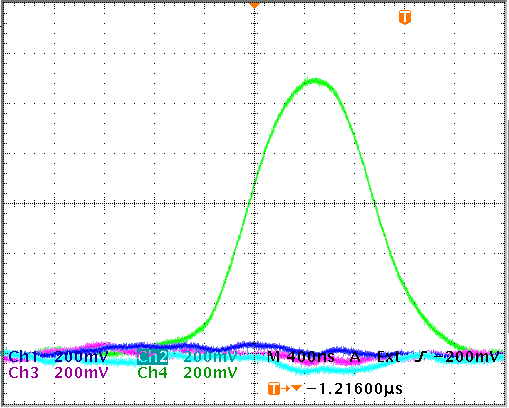 T
Ch1 200mV Ch2 200mV M 400ns A Ext ƒ −200mV
Ch3 200mV Ch4 200mV
T→▼ −1.21600µs